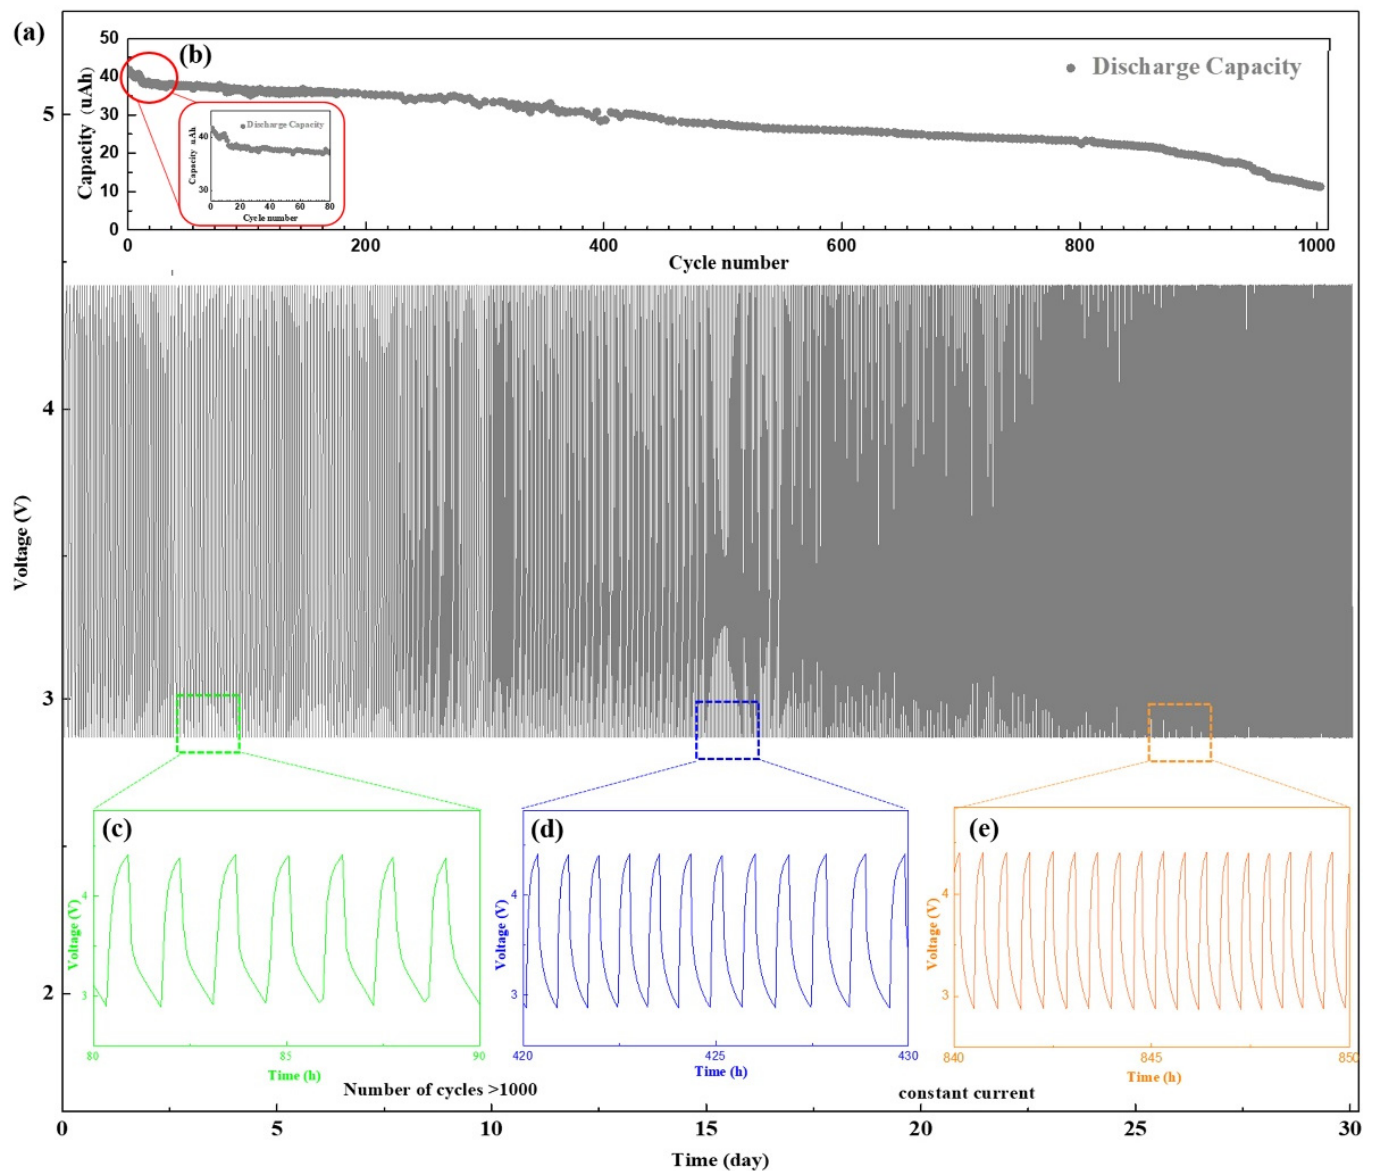 (a)
(b)
50
40
30
20
10
0
Capacity (uAh)
Discharge Capacity
Discharge Capacity
40
30
Capacity uAh
0 20 40 60 80
Cycle number
0 200 400 600 800 1000
Cycle number
5
4
3
2
Voltage (V)
(c)
4
3
Voltage (V)
80 85 90
Time (h)
(d)
4
3
Voltage (V)
420 425 430
Time (h)
(e)
4
3
Voltage (V)
840 845 850
Time (h)
Number of cycles >1000
constant current
0 5 10 15 20 25 30
Time (day)